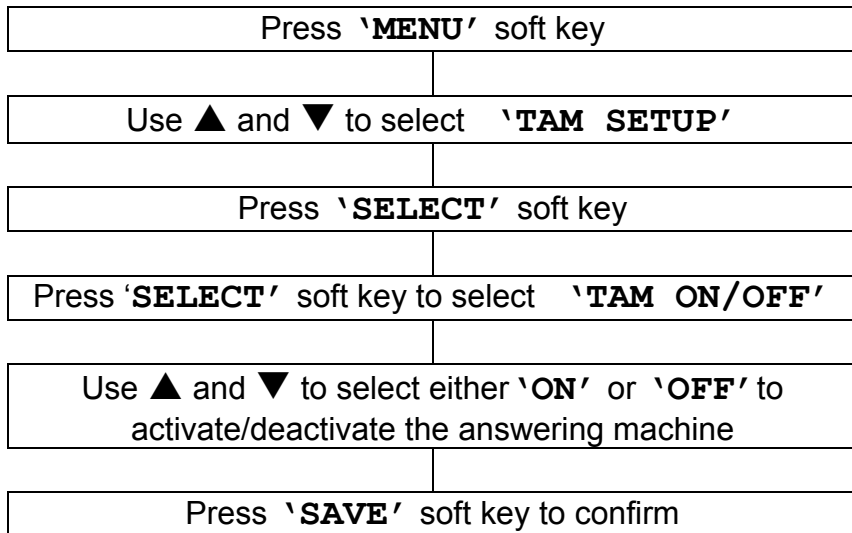 Press ‘MENU’ soft key
Use ▲ and ▼ to select ‘TAM SETUP’
Press ‘SELECT’ soft key
Press ‘SELECT’ soft key to select ‘TAM ON/OFF’
Use ▲ and ▼ to select either ‘ON’ or ‘OFF’ to
activate/deactivate the answering machine
Press ‘SAVE’ soft key to confirm